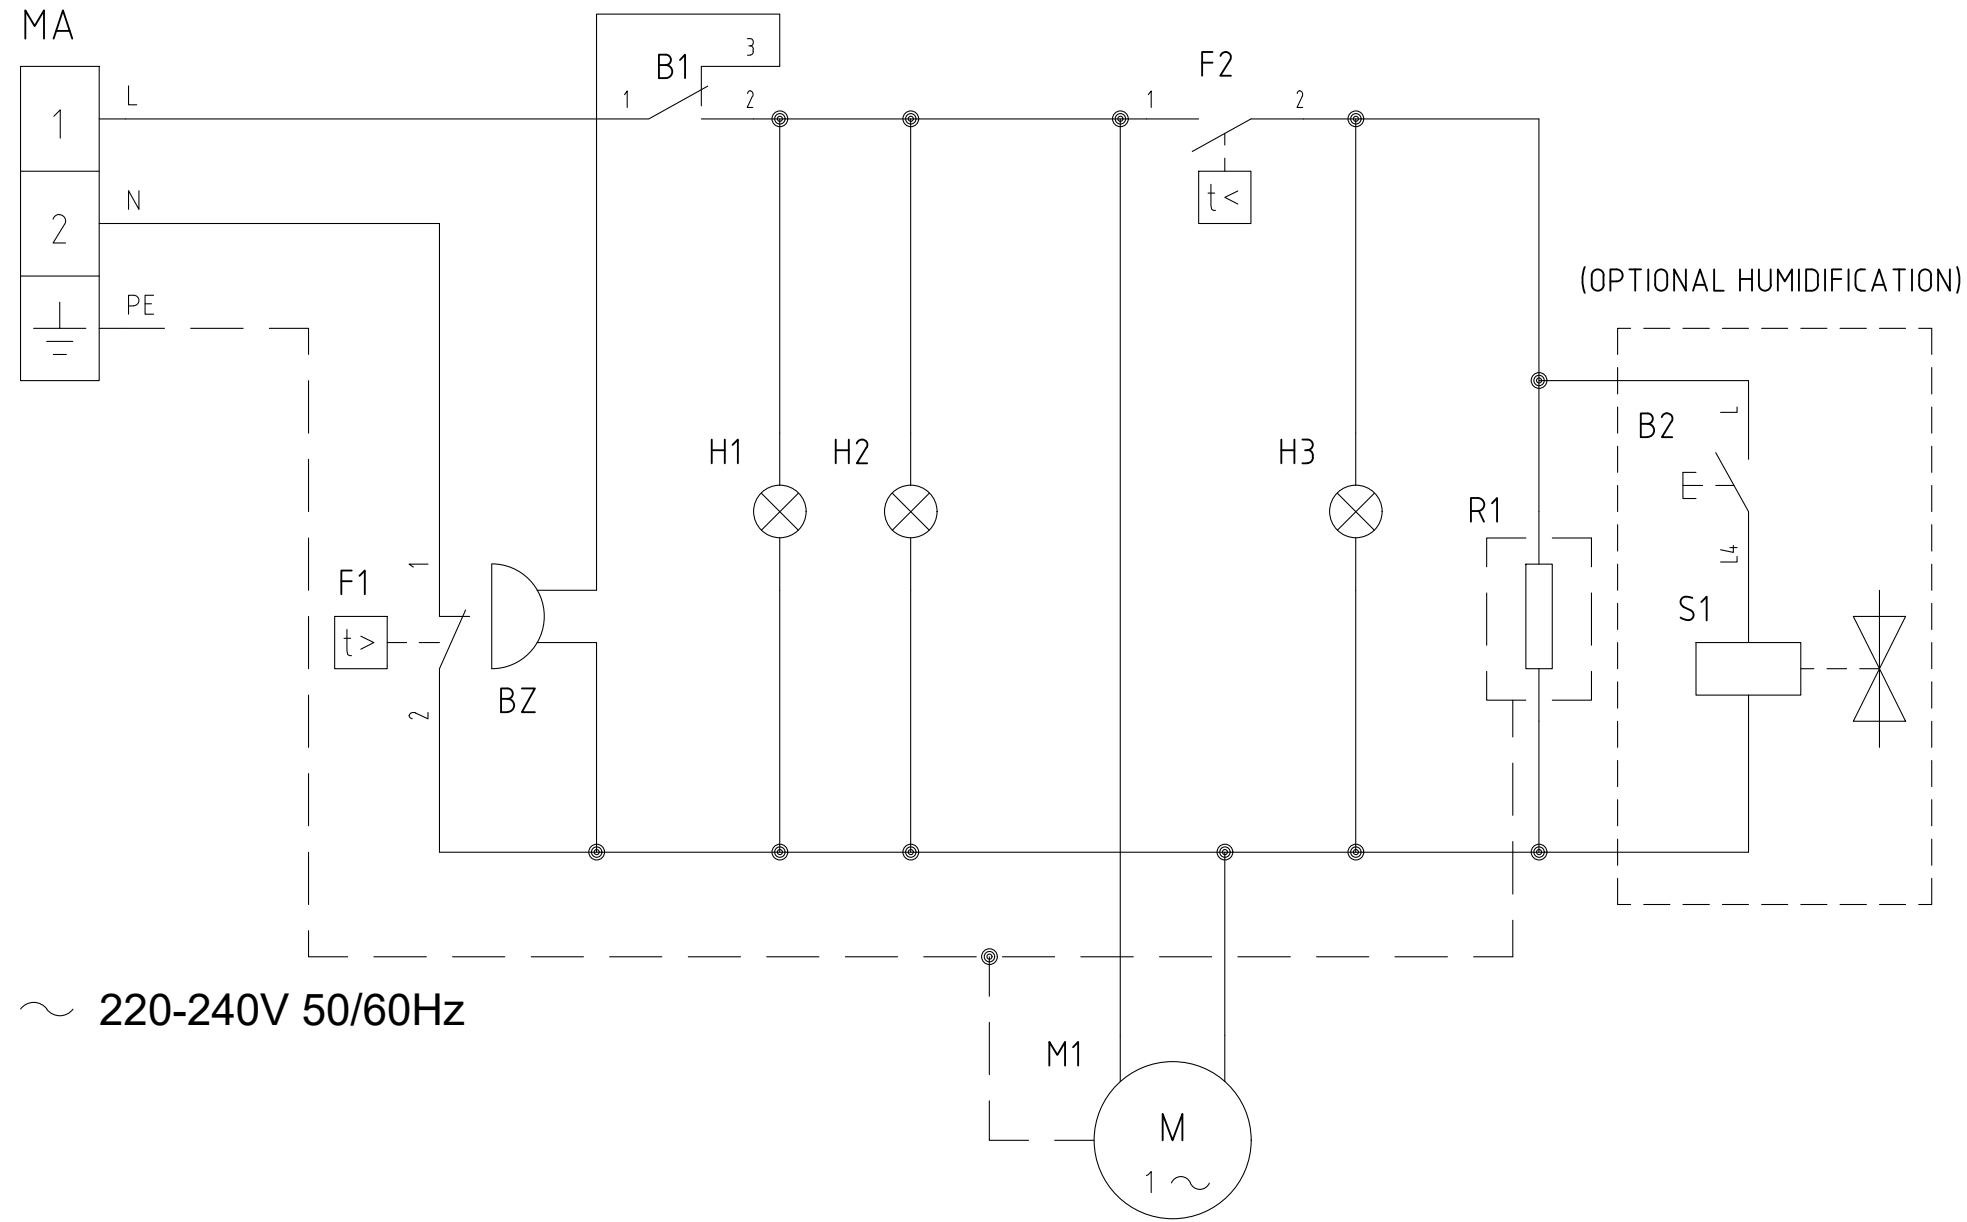 MA
B1
3
F2
L
1
2
1
2
1
N
2
t<
(OPTIONAL HUMIDIFICATION)
PE
L
B2
H1
H2
H3
E
R1
L4
1
F1
S1
t>
BZ
2
~ 220-240V 50/60Hz
M1
M
1 ~